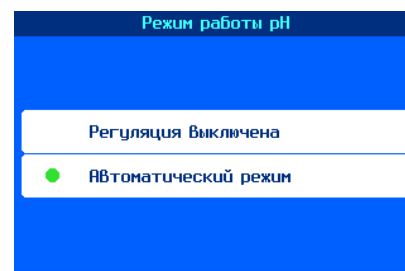 Режим работы pH
Регуляция Выключена
Автоматический режим